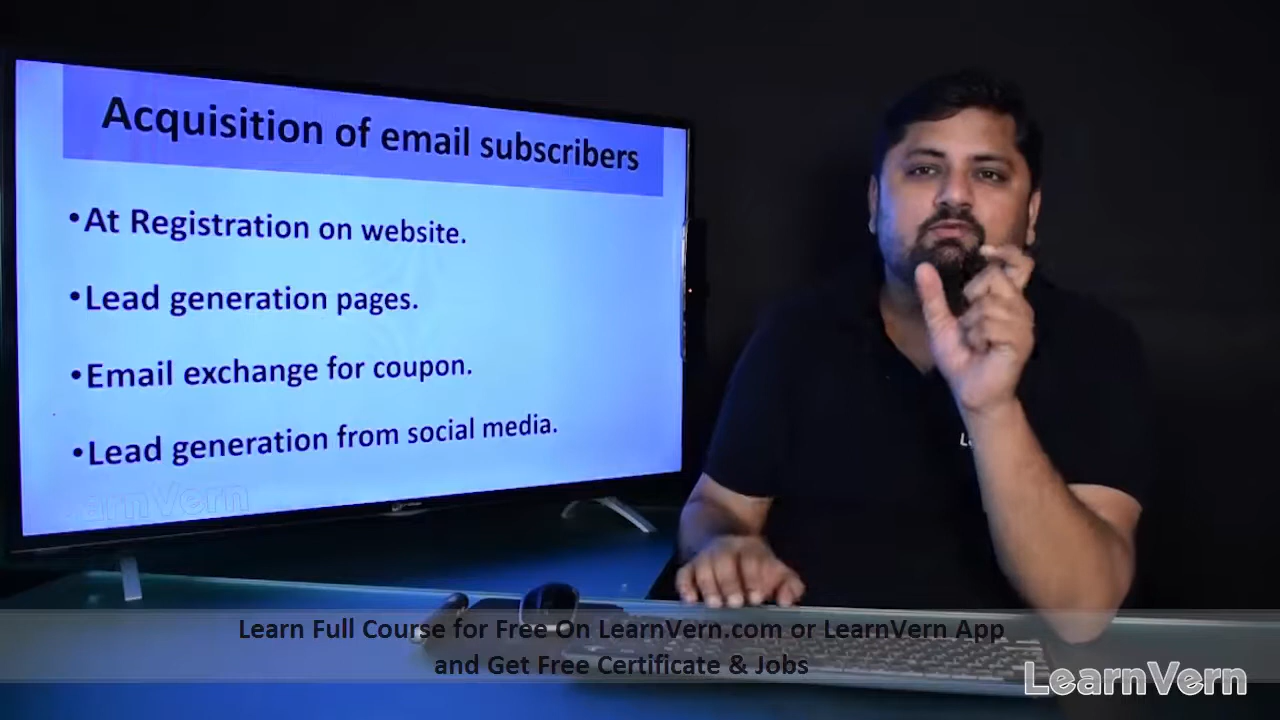 Acquisition of email subscribers
•At Registration on website.
•Lead generation pages.
•Email exchange for coupon.
•Lead generation from social media.
LearnVern
Learn Full Course for Free On LearnVern.com or LearnVern App
and Get Free Certificate & Jobs
LearnVern